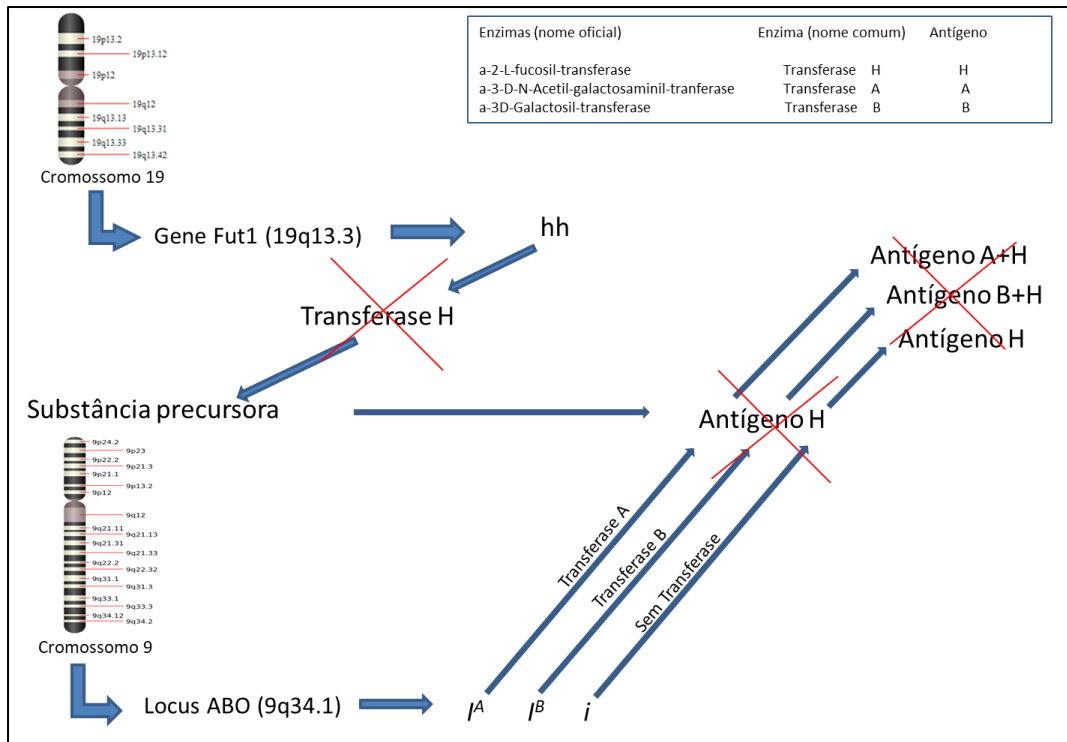 Enzimas (nome oficial) Enzima (nome comum) Antígeno
a-2-L-fucosil-transferase Transferase H H
a-3-D-N-Acetil-galactosaminil-tranferase Transferase A A
a-3D-Galactosil-transferase Transferase B B
19p13.2
19p13.12
19p12
19q12
19q13.13
19q13.31
19q13.33
19q13.42
Cromossomo 19
Gene Fut1 (19q13.3)
hh
Transferase H
Antígeno A+H
Antígeno B+H
Antígeno H
Substância precursora
Antígeno H
9p24.2
9p23
9p22.2
9p21.3
9p21.1
9p13.2
9p12
9q12
9q21.11
9q21.13
9q21.31
9q21.33
9q22.2
9q22.32
9q31.1
9q31.3
9q33.1
9q33.3
9q34.12
9q34.2
Cromossomo 9
Transferase A
Transferase B
Sem Transferase
Locus ABO (9q34.1)
I^A I^B i